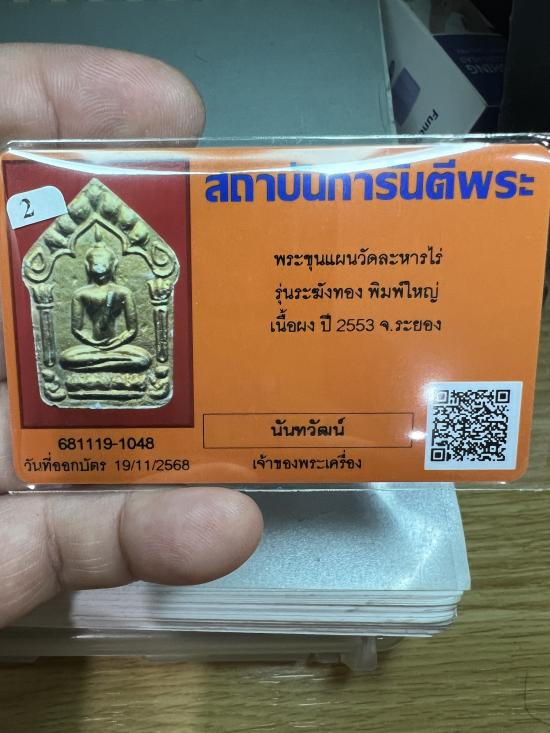 สถาบันการันตีพระ
2
พระขุนแผนวัดละหารไร่
รุ่นระฆังทอง พิมพ์ใหญ่
เนื้อผง ปี 2553 จ.ระยอง
นันทวัฒน์
681119-1048
วันที่ออกบัตร 19/11/2568
เจ้าของพระเครื่อง